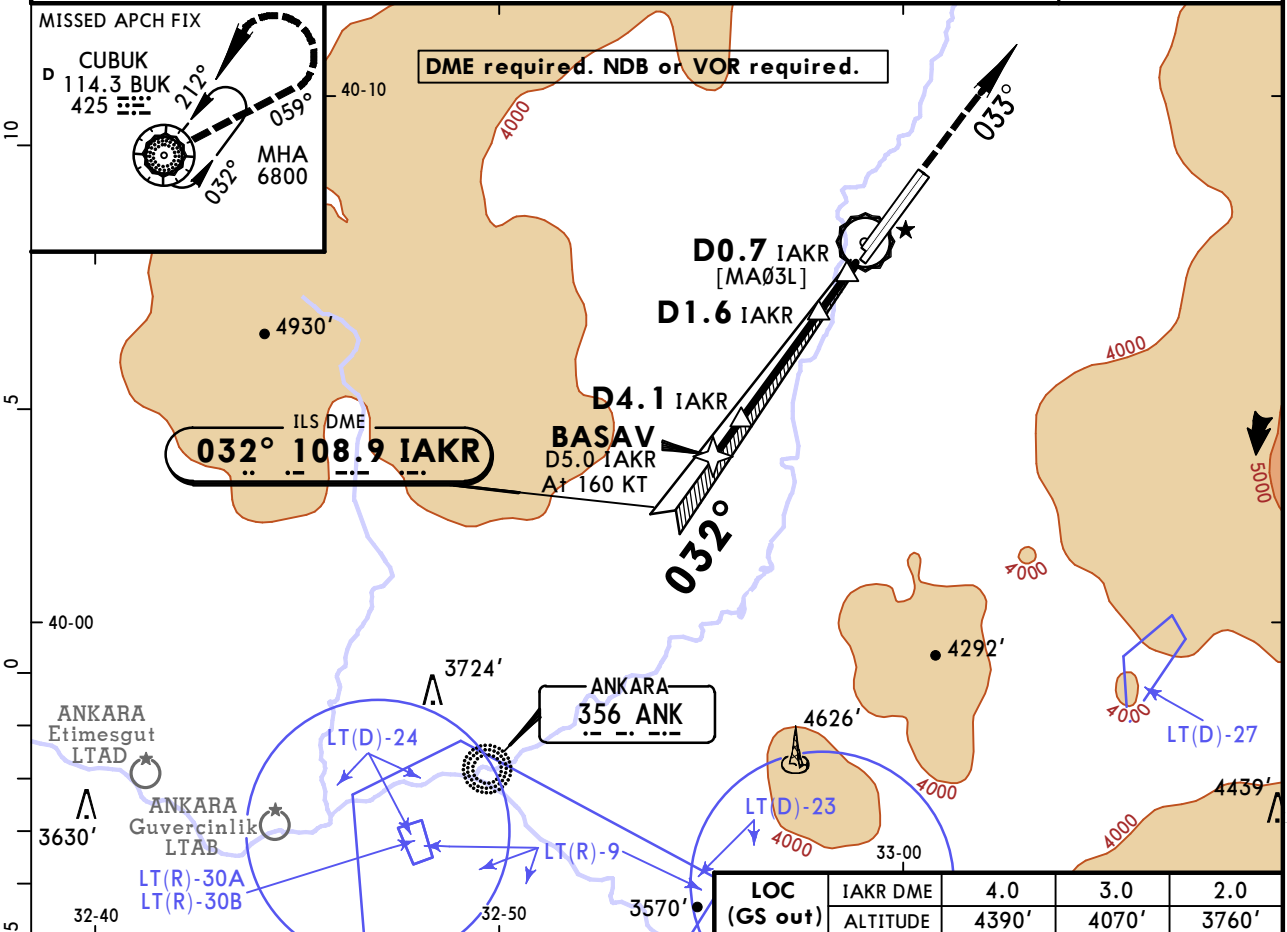 MISSED APCH FIX
CUBUK
D 114.3 BUK
425
212°
059°
032°
MHA
6800
DME required. NDB or VOR required.
40-10
4000
033°
10
D0.7 IAKR
[MAØ3L]
D1.6 IAKR
4930'
4000
D4.1 IAKR
5
ILS DME
032° 108.9 IAKR
BASAV
D5.0 IAKR
At 160 KT
5000
032°
4000
40-00
4292'
0
3724'
ANKARA
356 ANK
4000
ANKARA
Etimesgut
LTAD
LT(D)-24
4626'
LT(D)-27
4000
4439'
3630'
ANKARA
Guvercinlik
LTAB
LT(D)-23
4000
4000
LT(R)-9
33-00
LT(R)-30A
LT(R)-30B
32-40
32-50
3570'
5
LOC (GS out) IAKR DME 4.0 3.0 2.0
ALTITUDE 4390' 4070' 3760'